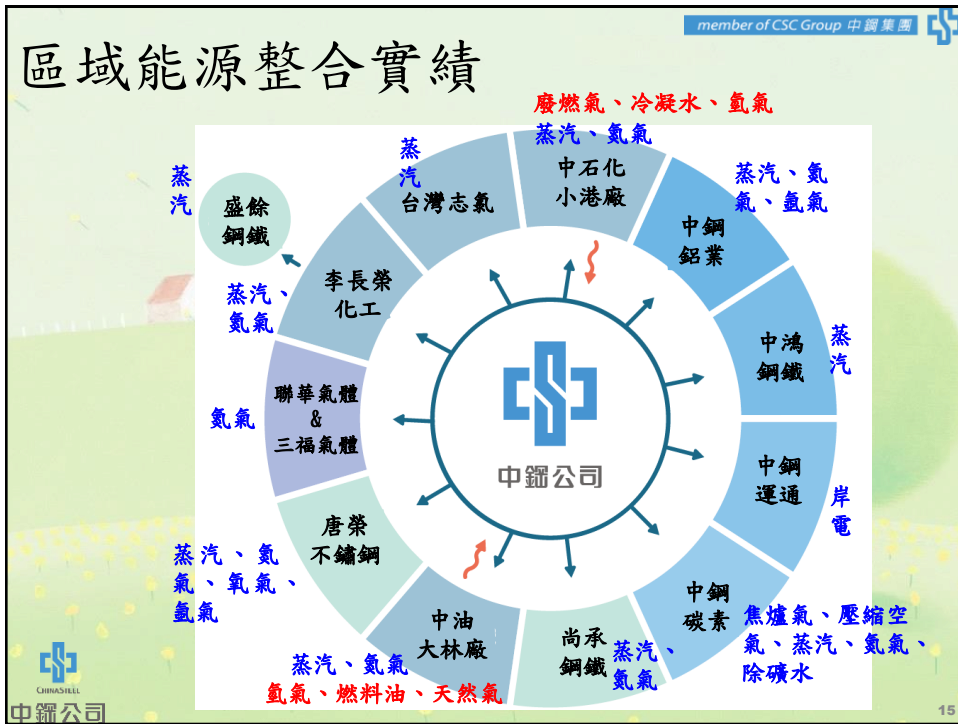 member of CSC Group 中鋼集團
區域能源整合實績
廢燃氣、冷凝水、氫氣
蒸汽、氮氣
中石化
小港廠
蒸汽、氮
氣、氫氣
中鋼
鋁業
蒸
汽
中鴻
鋼鐵
岸
電
中鋼
運通
中鋼
碳素
焦爐氣、壓縮空
氣、蒸汽、氮氣、
除礦水
尚承
鋼鐵
蒸汽、
氮氣
中油
大林廠
蒸汽、氮氣
氫氣、燃料油、天然氣
唐榮
不鏽鋼
蒸汽、氮
氣、氧氣、
氬氣
聯華氣體
&
三福氣體
氮氣
李長榮
化工
蒸汽、
氮氣
盛餘
鋼鐵
蒸
汽
台灣志氯
蒸
汽
中鋼公司
CHINA STEEL
中鋼公司
15